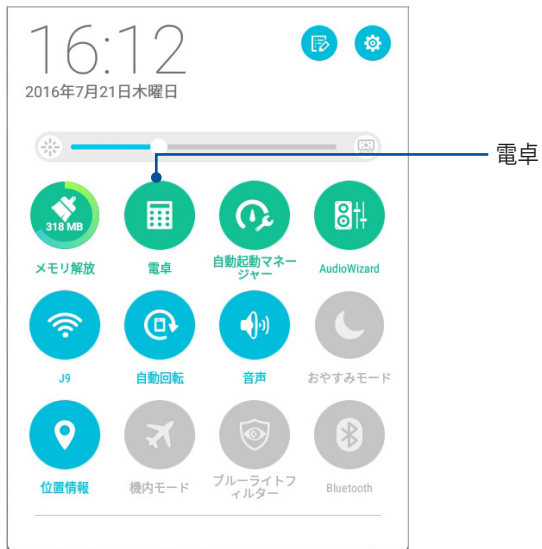 16:12
2016年7月21日木曜日
AUTO
電卓
318 MB
メモリ解放
電卓
自動起動マネー
ジャー
AudioWizard
J9
自動回転
音声
おやすみモード
位置情報
機内モード
ブルーライトフ
ィルター
Bluetooth